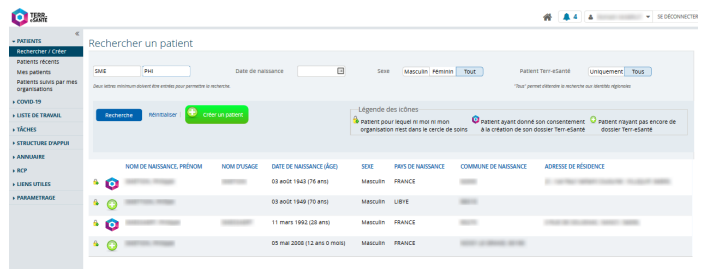 TERR-
eSANTÉ
4
SE DÉCONNECTER
PATIENTS
Rechercher / Créer
Patients récents
Mes patients
Patients suivis par mes
organisations
COVID-19
LISTE DE TRAVAIL
TÂCHES
STRUCTURE D'APPUI
ANNUAIRE
RCP
LIENS UTILES
PARAMETRAGE
Rechercher un patient
SME PHI Date de naissance Sexe Masculin Féminin Tout Patient Terr-eSanté Uniquement Tout
Deux lettres minimum doivent être entrées pour permettre la recherche.
"Tout" permet d'étendre la recherche aux identités régionales
Recherche Réinitialiser Créer un patient
Légende des icônes
Patient pour lequel ni moi ni mon
organisation n'est dans le cercle de soins
Patient ayant donné son consentement
à la création de son dossier Terr-eSanté
Patient n'ayant pas encore de
dossier Terr-eSanté
NOM DE NAISSANCE, PRÉNOM NOM D'USAGE DATE DE NAISSANCE (ÂGE) SEXE PAYS DE NAISSANCE COMMUNE DE NAISSANCE ADRESSE DE RÉSIDENCE
03 août 1943 (76 ans) Masculin FRANCE
03 août 1949 (70 ans) Masculin LIBYE
11 mars 1992 (28 ans) Masculin FRANCE
05 mai 2008 (12 ans 0 mois) Masculin FRANCE